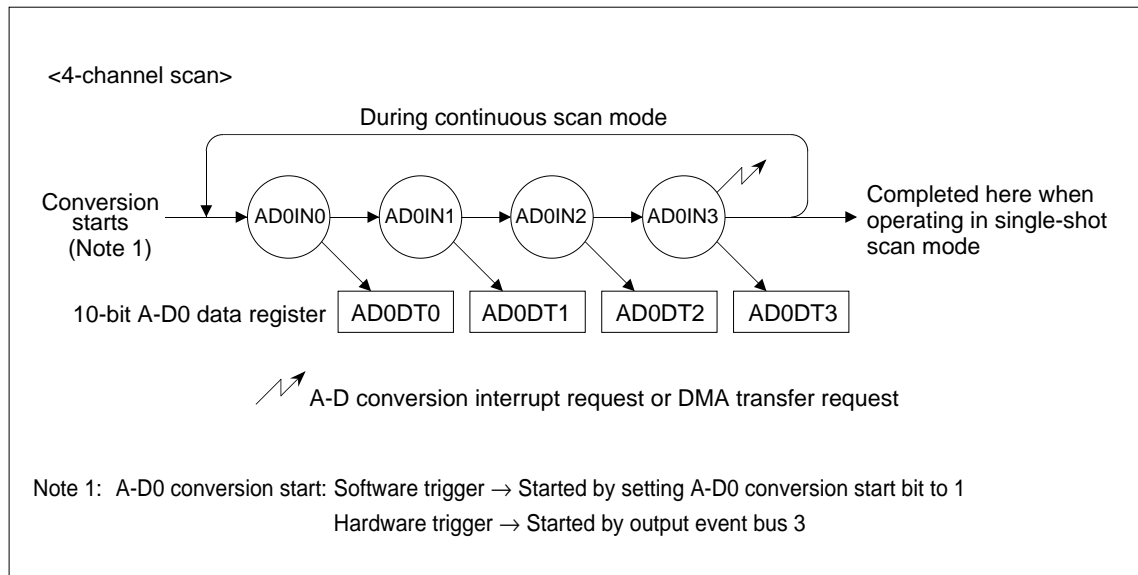 <4-channel scan>
During continuous scan mode
Conversion
starts
(Note 1)
AD0IN0
AD0IN1
AD0IN2
AD0IN3
Completed here when
operating in single-shot
scan mode
10-bit A-D0 data register
AD0DT0
AD0DT1
AD0DT2
AD0DT3
A-D conversion interrupt request or DMA transfer request
Note 1: A-D0 conversion start: Software trigger → Started by setting A-D0 conversion start bit to 1
Hardware trigger → Started by output event bus 3